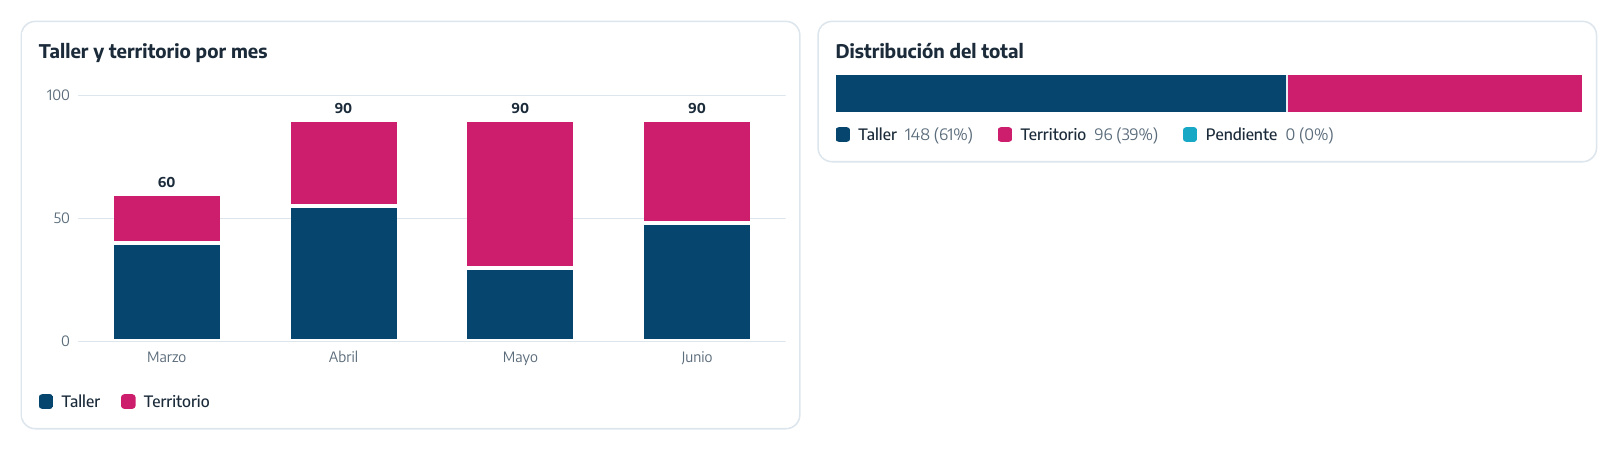 Taller y territorio por mes
100
50
0
60
90
90
90
Marzo
Abril
Mayo
Junio
Taller
Territorio
Distribución del total
Taller 148 (61%)
Territorio 96 (39%)
Pendiente 0 (0%)